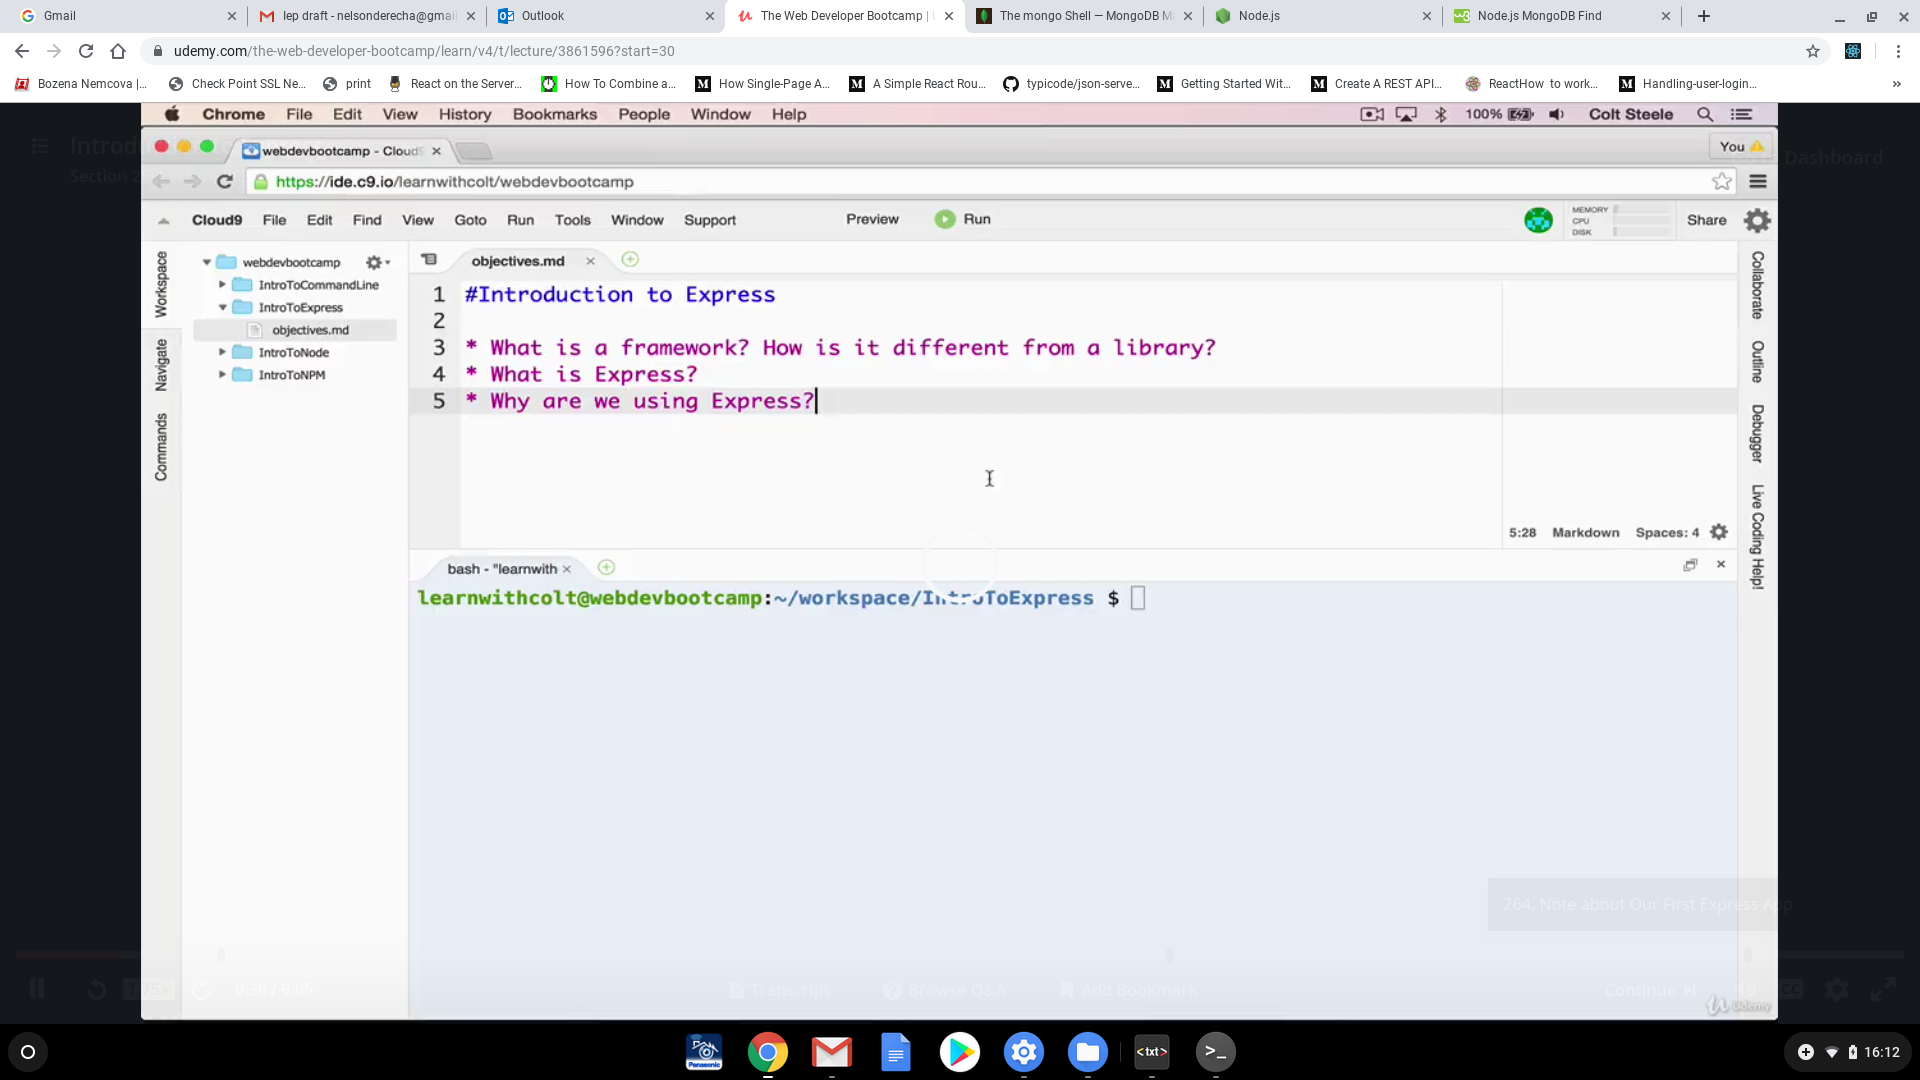 Gmail
lep draft - nelsonderecha@gmai
Outlook
The Web Developer Bootcamp |
The mongo Shell — MongoDB M
Node.js
Node.js MongoDB Find
udemy.com/the-web-developer-bootcamp/learn/v4/t/lecture/3861596?start=30
Bozena Nemcova |...
Check Point SSL Ne...
print
React on the Server...
How To Combine a...
How Single-Page A...
A Simple React Rou...
typicode/json-serve...
Getting Started Wit...
Create A REST API...
ReactHow to work...
Handling-user-login...
Chrome File Edit View History Bookmarks People Window Help
100%
Colt Steele
webdevbootcamp - Cloud9
You
https://ide.c9.io/learnwithcolt/webdevbootcamp
Dashboard
Section 2
Cloud9 File Edit Find View Goto Run Tools Window Support
Preview
Run
MEMORY
CPU
DISK
Share
Workspace
Navigate
Commands
webdevbootcamp
IntroToCommandLine
IntroToExpress
objectives.md
IntroToNode
IntroToNPM
objectives.md
1 #Introduction to Express
2
3 * What is a framework? How is it different from a library?
4 * What is Express?
5 * Why are we using Express?
5:28 Markdown Spaces: 4
Collaborate
Outline
Debugger
Live Coding Help!
bash - "learnwith
learnwithcolt@webdevbootcamp:~/workspace/IntroToExpress $
264. Note about Our First Express App
1.75x
0:30 / 9:05
Transcript
Browse Q&A
Add Bookmark
Continue
CC
Udemy
Panasonic
<txt>
>_
16:12